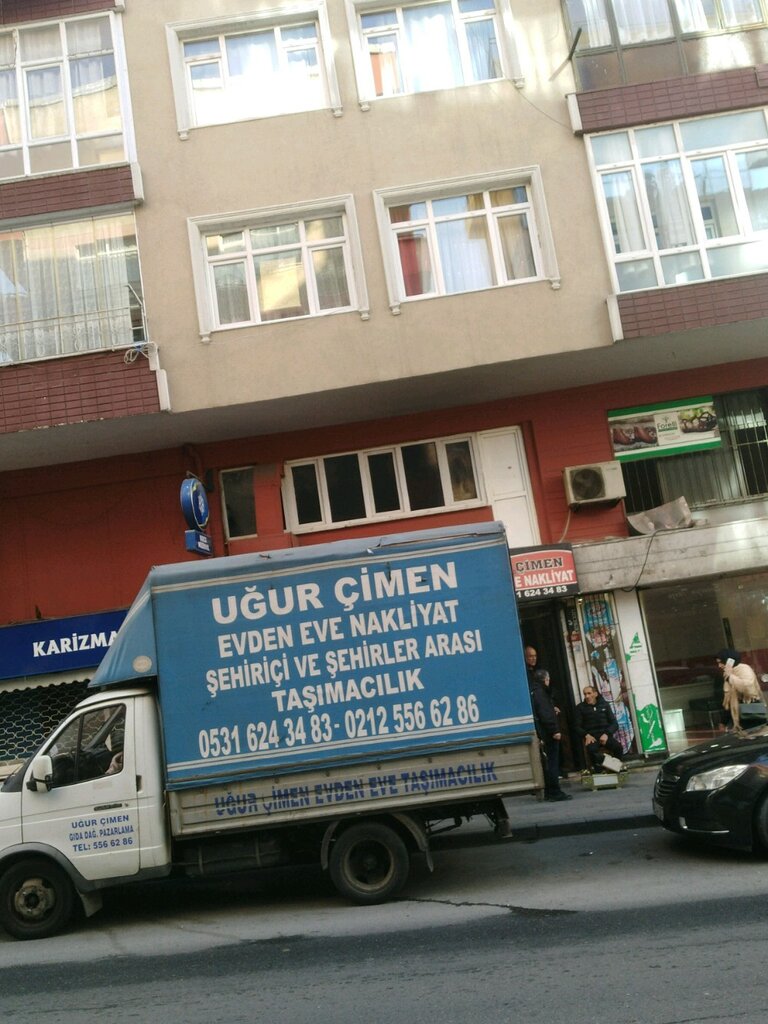 Forelli
ÇİMEN
E NAKLİYAT
1 624 34 83
KARİZMA
UĞUR ÇİMEN
EVDEN EVE NAKLİYAT
ŞEHİRİÇİ VE ŞEHİRLER ARASI
TAŞIMACILIK
0531 624 34 83- 0212 556 62 86
UĞUR ÇİMEN EVDEN EVE TAŞIMACILIK
UĞUR ÇİMEN
GIDA DAĞ. PAZARLAMA
TEL: 556 62 86